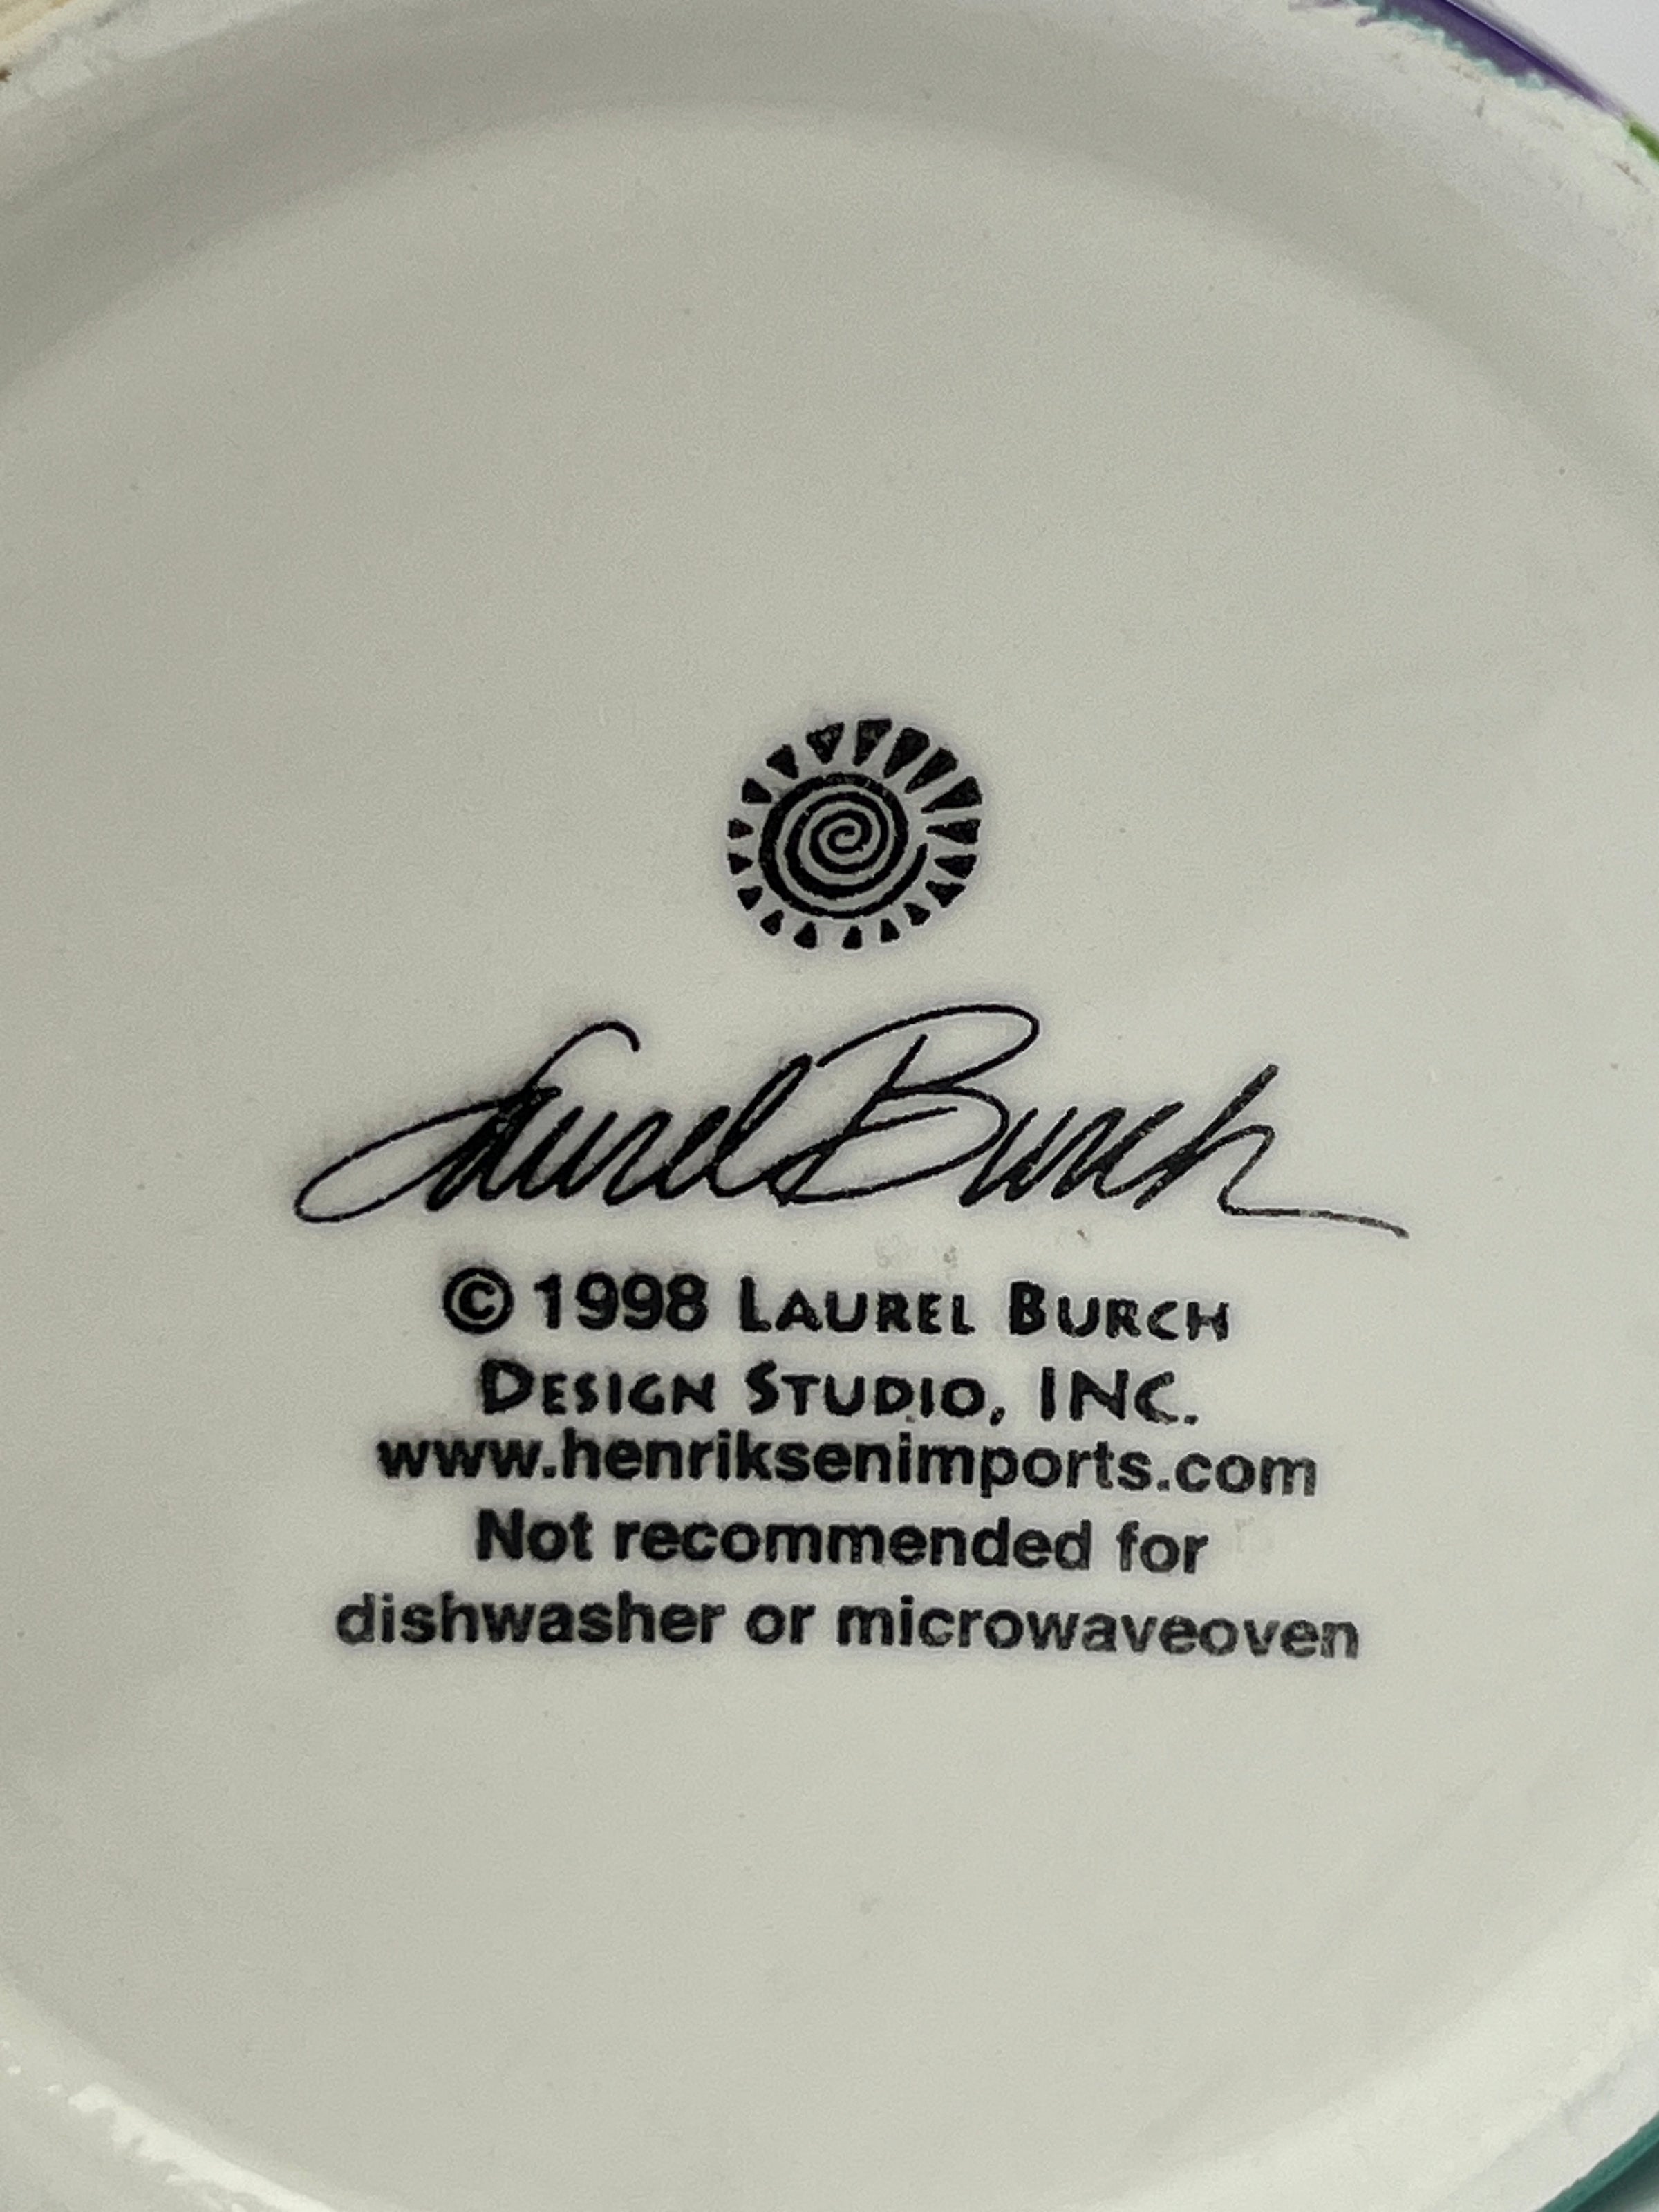 Laurel Burch
© 1998 LAUREL BURCH
DESIGN STUDIO, INC.
www.henriksenimports.com
Not recommended for
dishwasher or microwaveoven